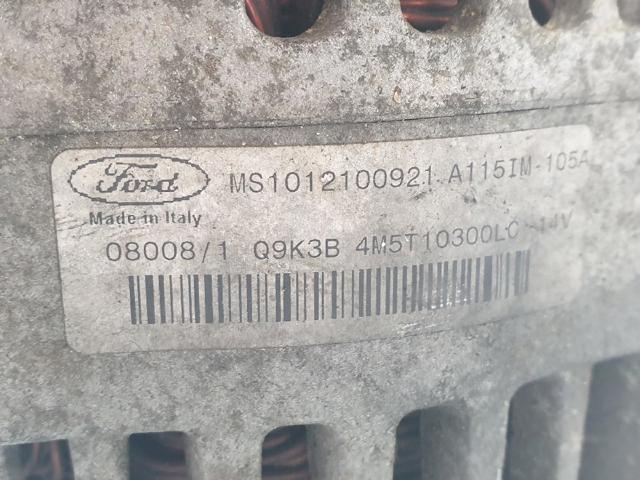 Ford MS1012100921 A115IM-105A
Made in Italy
08008/1 Q9K3B 4M5T10300LC 14V